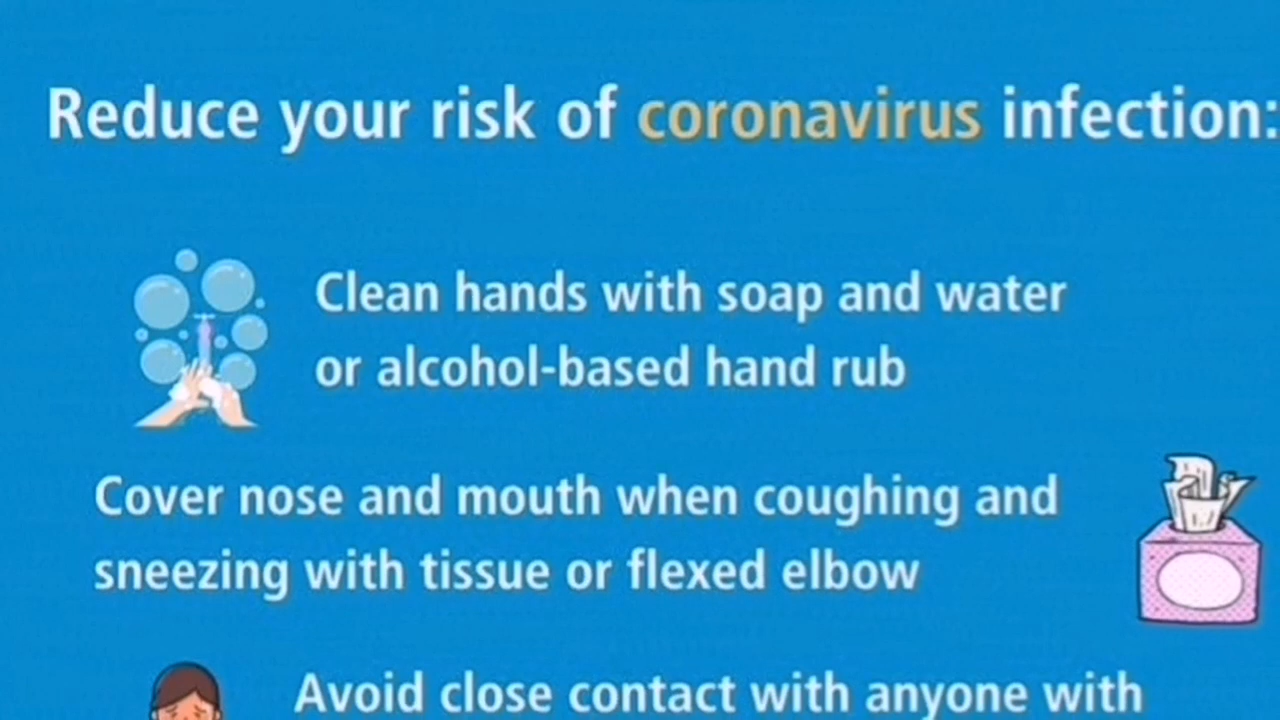 Reduce your risk of coronavirus infection:
Clean hands with soap and water
or alcohol-based hand rub
Cover nose and mouth when coughing and
sneezing with tissue or flexed elbow
Avoid close contact with anyone with